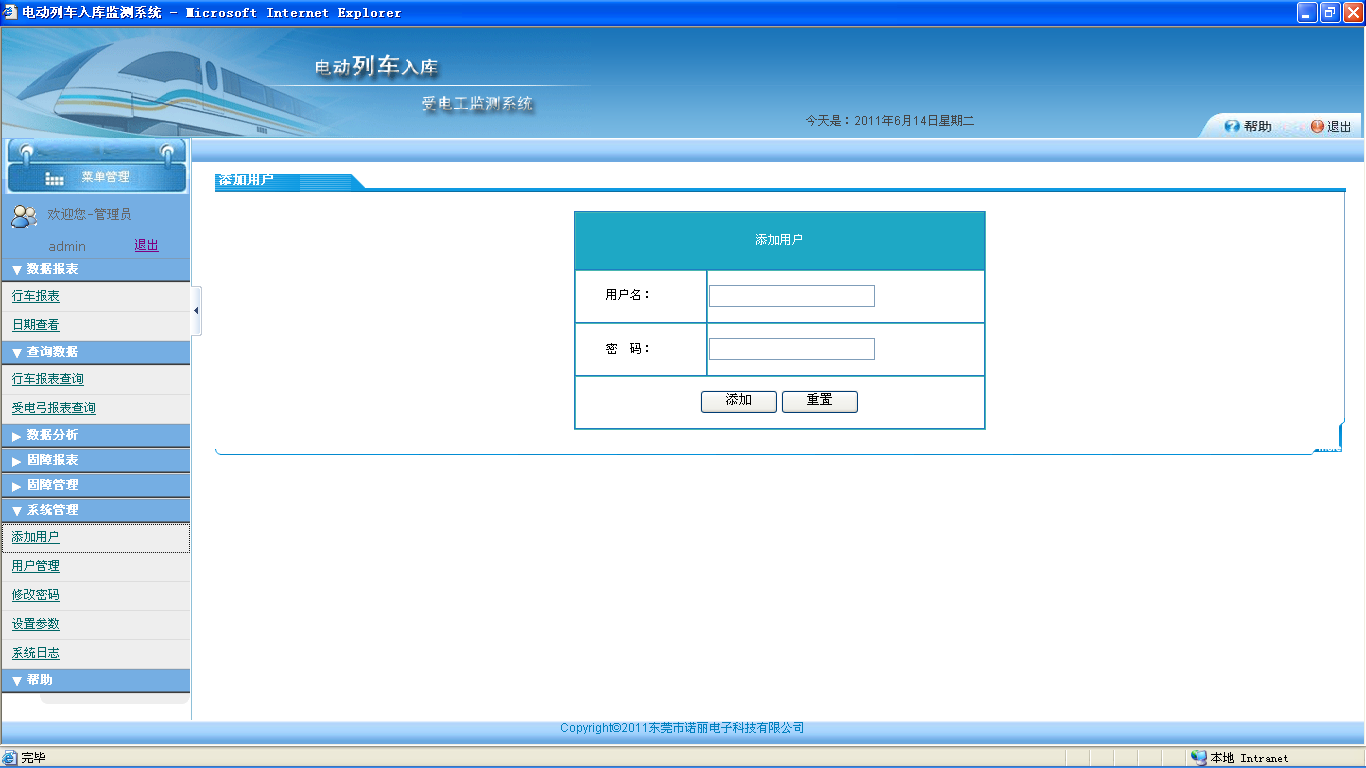 电动列车入库监测系统 - Microsoft Internet Explorer
电动列车入库
受电工监测系统
今天是：2011年6月14日星期二
帮助
退出
菜单管理
欢迎您-管理员
admin
退出
数据报表
行车报表
日期查看
查询数据
行车报表查询
受电弓报表查询
数据分析
固障报表
固障管理
系统管理
添加用户
用户管理
修改密码
设置参数
系统日志
帮助
添加用户
添加用户
用户名：
密 码：
添加 重置
Copyright©2011东莞市诺丽电子科技有限公司
完毕
本地 Intranet